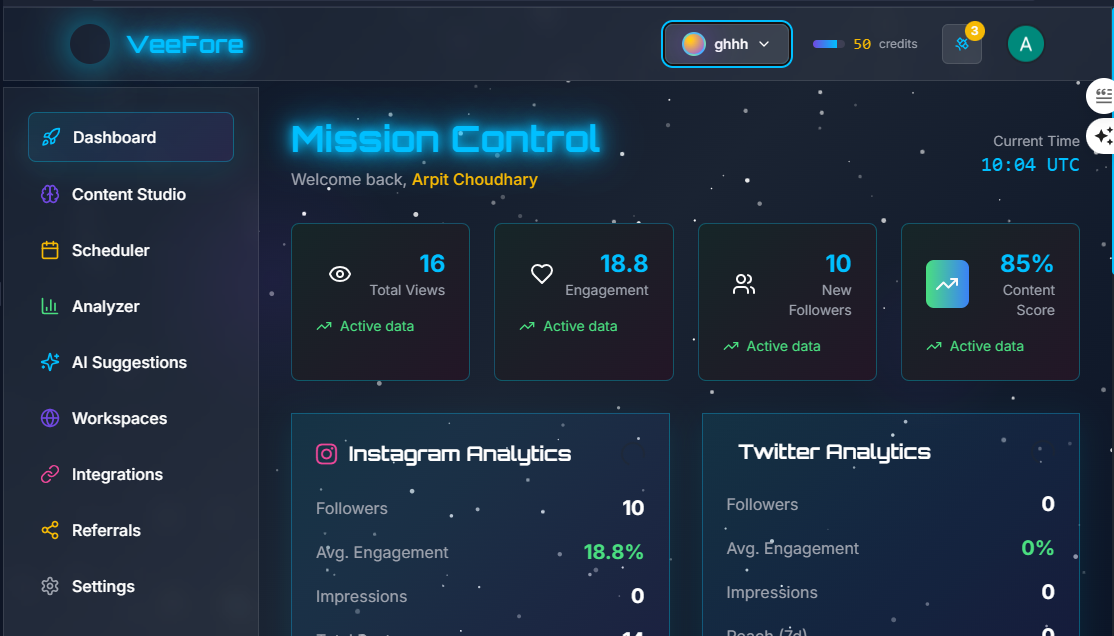 VeeFore
ghhh
50 credits
3
A
Dashboard
Content Studio
Scheduler
Analyzer
AI Suggestions
Workspaces
Integrations
Referrals
Settings
Mission Control
Welcome back, Arpit Choudhary
Current Time
10:04 UTC
16
Total Views
Active data
18.8
Engagement
Active data
10
New
Followers
Active data
85%
Content
Score
Active data
Instagram Analytics
Followers 10
Avg. Engagement 18.8%
Impressions 0
Twitter Analytics
Followers 0
Avg. Engagement 0%
Impressions 0